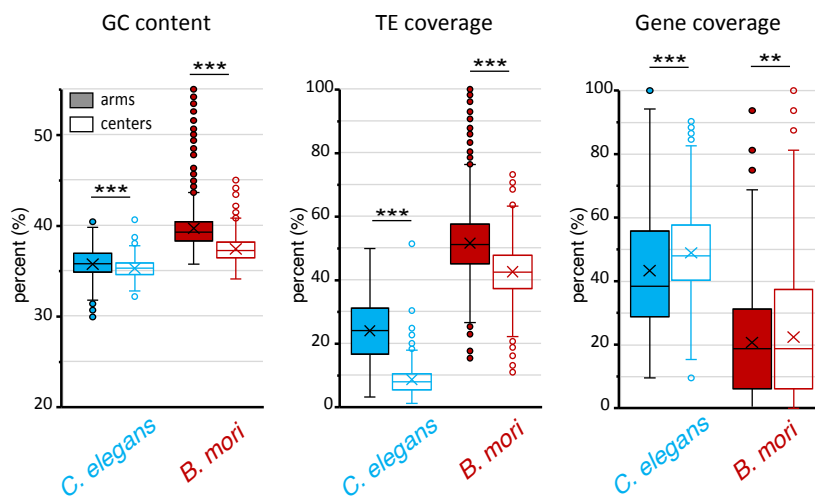 GC content
TE coverage
Gene coverage
percent (%)
50
40
30
20
arms
centers
***
***
C. elegans
B. mori
percent (%)
100
80
60
40
20
0
***
***
C. elegans
B. mori
percent (%)
100
80
60
40
20
0
***
**
C. elegans
B. mori